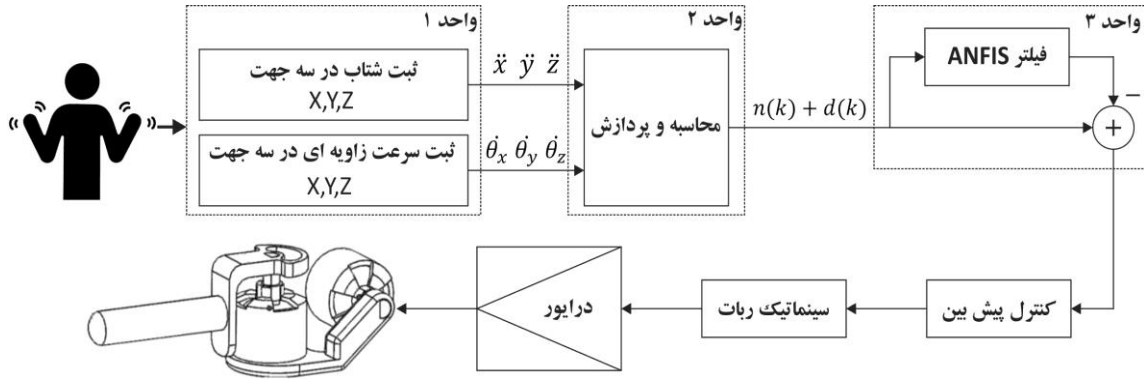 واحد ۱
ثبت شتاب در سه جهت
X,Y,Z
ثبت سرعت زاویه ای در سه جهت
X,Y,Z
ẍ ÿ z̈
θ̇ₓ θ̇ᵧ θ̇_z
واحد ۲
محاسبه و پردازش
n(k) + d(k)
واحد ۳
فیلتر ANFIS
−
+
کنترل پیش بین
سینماتیک ربات
درایور